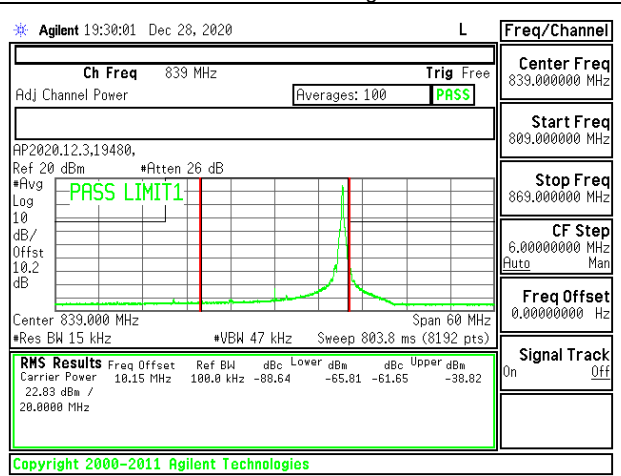 Agilent 19:30:01 Dec 28, 2020 L
Freq/Channel
Ch Freq 839 MHz Trig Free
Adj Channel Power Averages: 100 PASS
Center Freq
839.000000 MHz
Start Freq
809.000000 MHz
Stop Freq
869.000000 MHz
CF Step
6.00000000 MHz
Auto Man
Freq Offset
0.00000000 Hz
Signal Track
On Off
AP2020.12.3,19480,
Ref 20 dBm #Atten 26 dB
#Avg
Log
10
dB/
Offst
10.2
dB
PASS LIMIT1
Center 839.000 MHz Span 60 MHz
#Res BW 15 kHz #VBW 47 kHz Sweep 803.8 ms (8192 pts)
RMS Results Freq Offset Ref BW dBc Lower dBm dBc Upper dBm
Carrier Power 10.15 MHz 100.0 kHz -88.64 -65.81 -61.65 -38.82
22.83 dBm /
20.0000 MHz
Copyright 2000-2011 Agilent Technologies